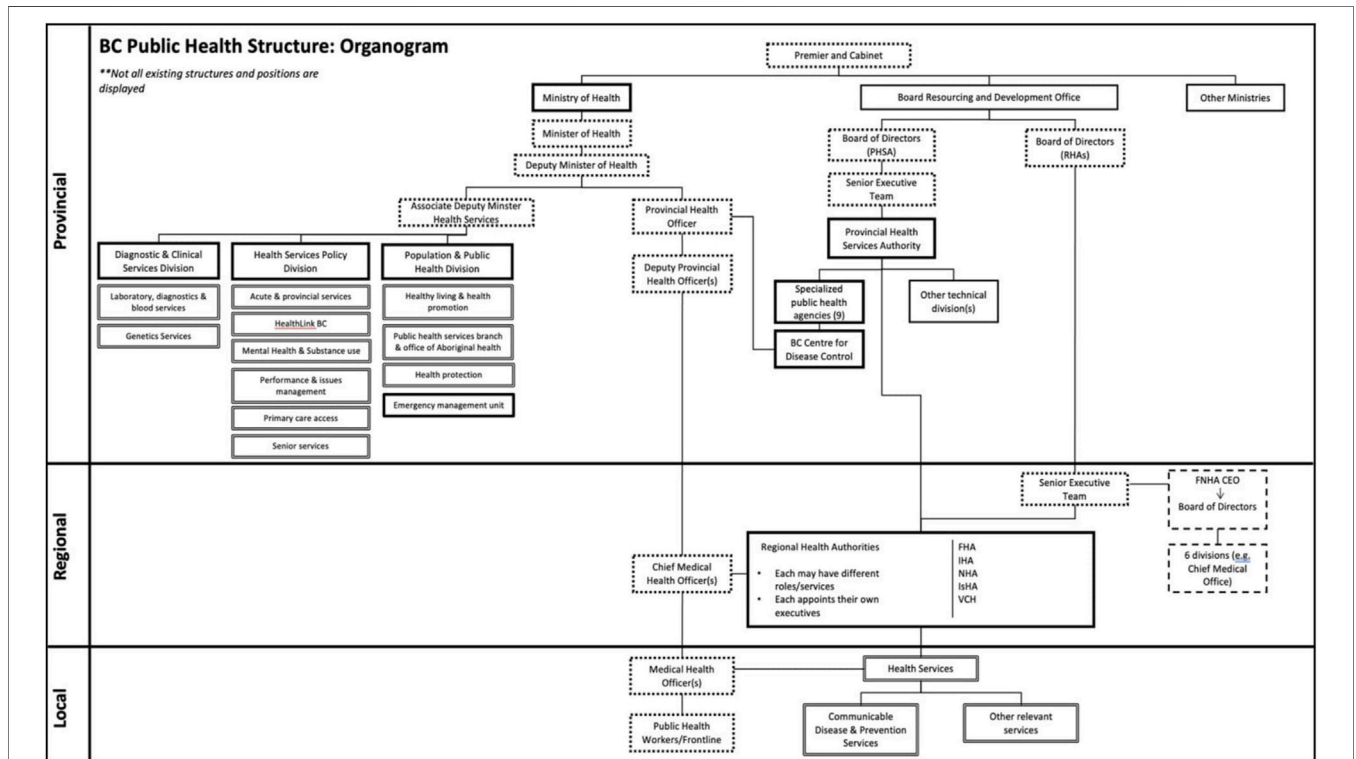 BC Public Health Structure: Organogram
**Not all existing structures and positions are
displayed
Premier and Cabinet
Ministry of Health
Board Resourcing and Development Office
Other Ministries
Minister of Health
Board of Directors
(PHSA)
Board of Directors
(RHAs)
Deputy Minister of Health
Senior Executive
Team
Associate Deputy Minster
Health Services
Provincial Health
Officer
Provincial Health
Services Authority
Diagnostic & Clinical
Services Division
Health Services Policy
Division
Population & Public
Health Division
Deputy Provincial
Health Officer(s)
Specialized
public health
agencies (9)
Other technical
division(s)
BC Centre for
Disease Control
Laboratory, diagnostics &
blood services
Genetics Services
Acute & provincial services
HealthLink BC
Mental Health & Substance use
Performance & issues
management
Primary care access
Senior services
Healthy living & health
promotion
Public health services branch
& office of Aboriginal health
Health protection
Emergency management unit
Provincial
Senior Executive
Team
FNHA CEO
↓
Board of Directors
6 divisions (e.g.
Chief Medical
Office)
Chief Medical
Health Officer(s)
Regional Health Authorities
• Each may have different
roles/services
• Each appoints their own
executives
FHA
IHA
NHA
IsHA
VCH
Regional
Medical Health
Officer(s)
Health Services
Public Health
Workers/Frontline
Communicable
Disease & Prevention
Services
Other relevant
services
Local